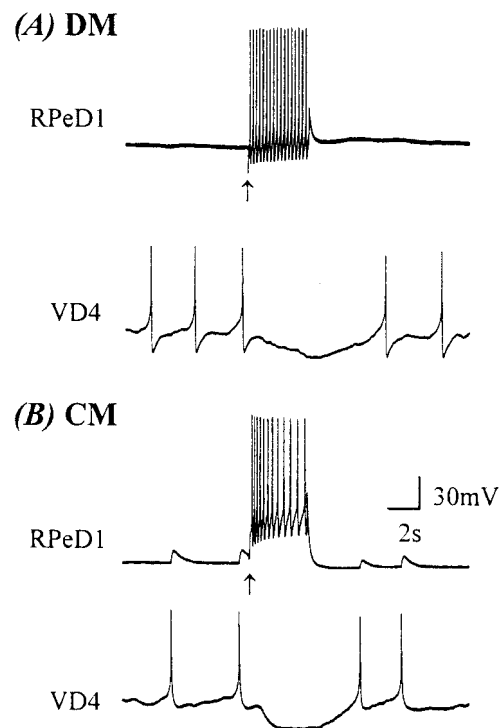 (A) DM
RPeD1
↑
VD4
(B) CM
30mV
2s
RPeD1
↑
VD4